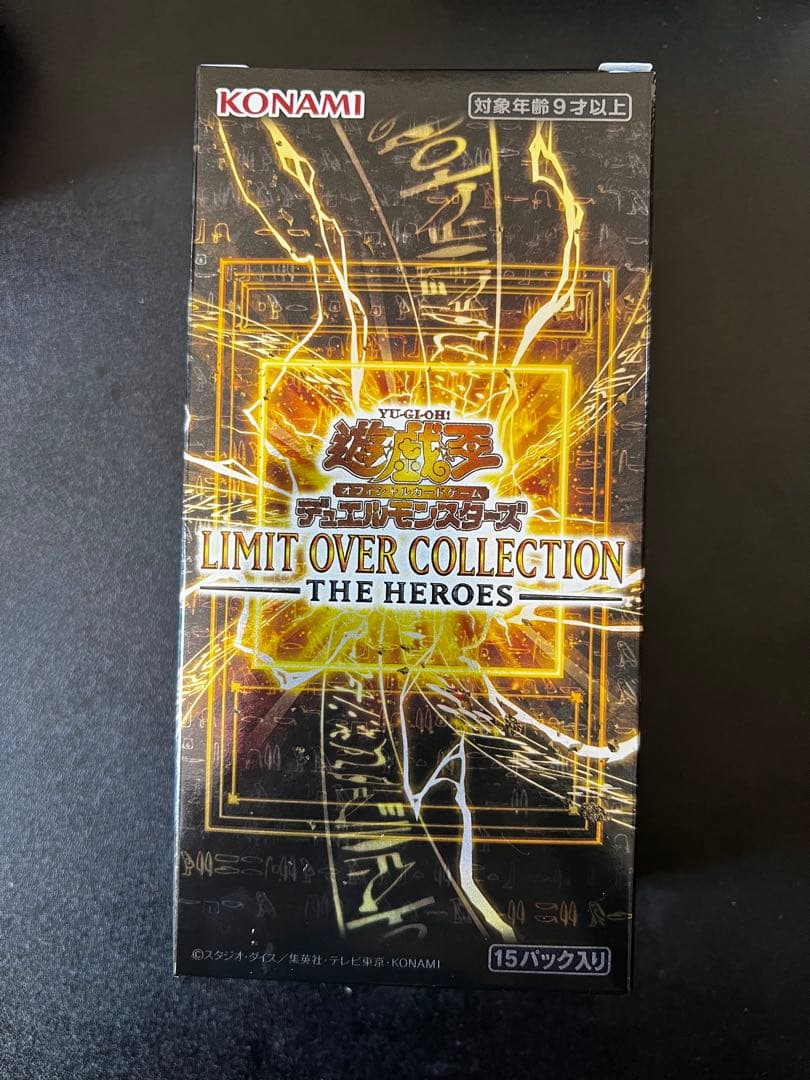 KONAMI
対象年齢9才以上
YU-GI-OH!
遊戯王
オフィシャルカードゲーム
デュエルモンスターズ
LIMIT OVER COLLECTION
THE HEROES
©スタジオ・ダイス/集英社・テレビ東京・KONAMI
15パック入り